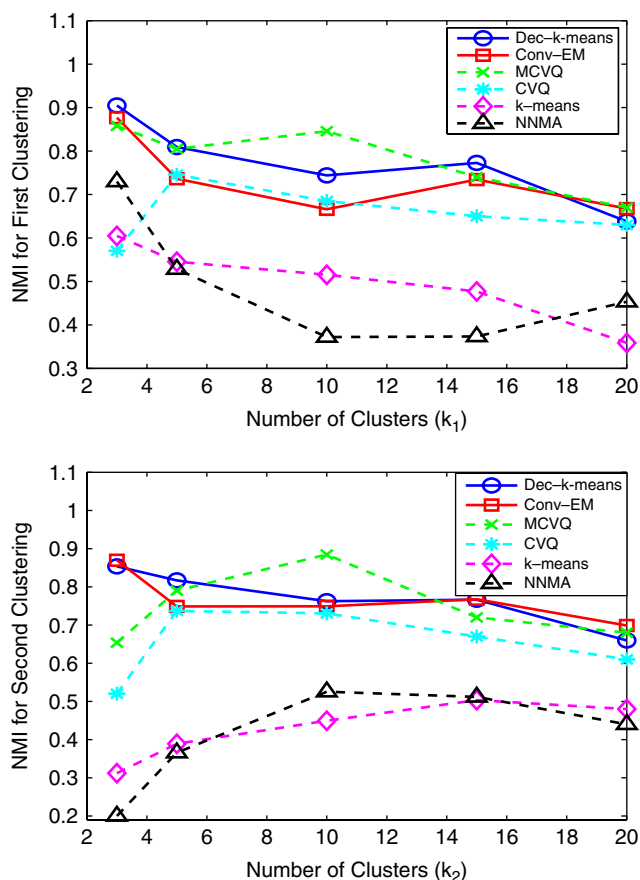 1.1
1
0.9
0.8
0.7
0.6
0.5
0.4
0.3
NMI for First Clustering
Dec–k-means
Conv–EM
MCVQ
CVQ
k–means
NNMA
2 4 6 8 10 12 14 16 18 20
Number of Clusters (k1)
1.1
1
0.9
0.8
0.7
0.6
0.5
0.4
0.3
0.2
NMI for Second Clustering
Dec–k-means
Conv–EM
MCVQ
CVQ
k–means
NNMA
2 4 6 8 10 12 14 16 18 20
Number of Clusters (k2)